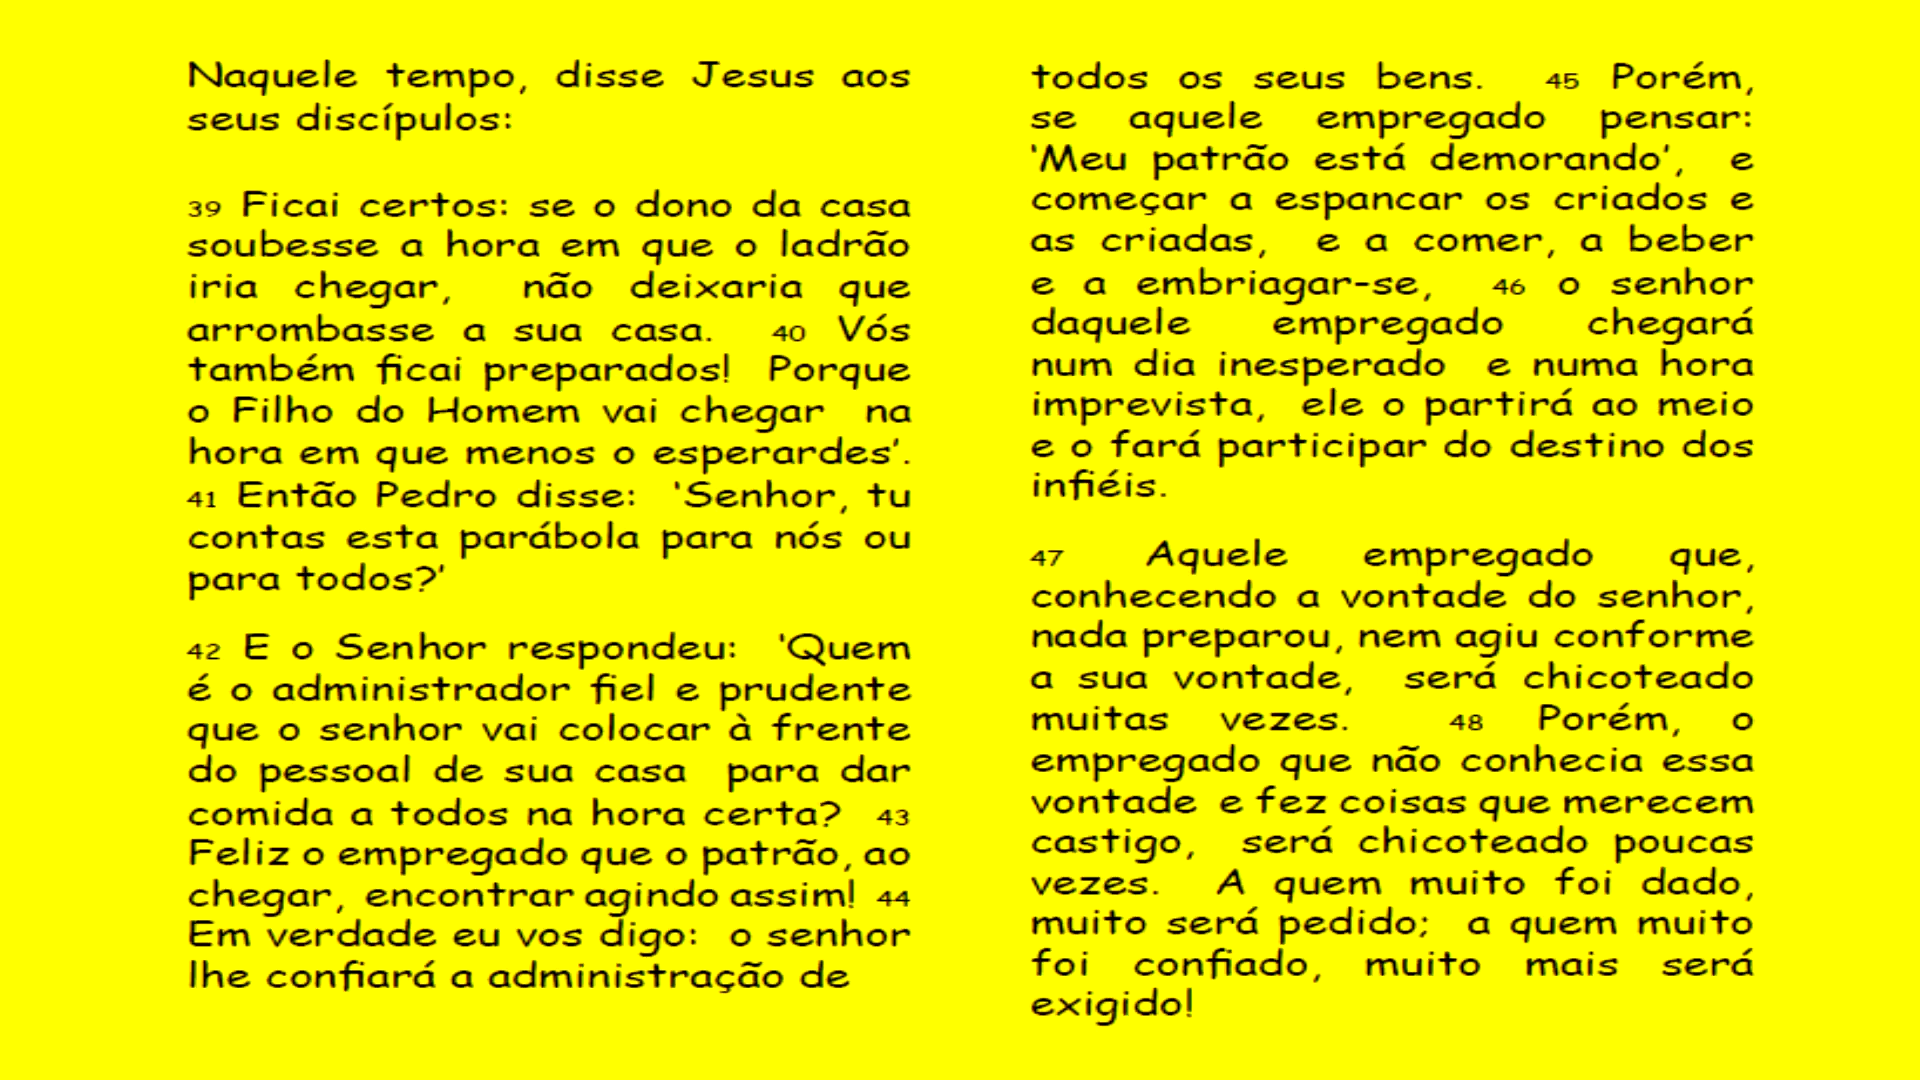 Naquele tempo, disse Jesus aos
seus discípulos:
39 Ficai certos: se o dono da casa
soubesse a hora em que o ladrão
iria chegar, não deixaria que
arrombasse a sua casa. 40 Vós
também ficai preparados! Porque
o Filho do Homem vai chegar na
hora em que menos o esperardes’.
41 Então Pedro disse: ‘Senhor, tu
contas esta parábola para nós ou
para todos?’
42 E o Senhor respondeu: ‘Quem
é o administrador fiel e prudente
que o senhor vai colocar à frente
do pessoal de sua casa para dar
comida a todos na hora certa? 43
Feliz o empregado que o patrão, ao
chegar, encontrar agindo assim! 44
Em verdade eu vos digo: o senhor
lhe confiará a administração de
todos os seus bens. 45 Porém,
se aquele empregado pensar:
‘Meu patrão está demorando’, e
começar a espancar os criados e
as criadas, e a comer, a beber
e a embriagar-se, 46 o senhor
daquele empregado chegará
num dia inesperado e numa hora
imprevista, ele o partirá ao meio
e o fará participar do destino dos
infiéis.
47 Aquele empregado que,
conhecendo a vontade do senhor,
nada preparou, nem agiu conforme
a sua vontade, será chicoteado
muitas vezes. 48 Porém, o
empregado que não conhecia essa
vontade e fez coisas que merecem
castigo, será chicoteado poucas
vezes. A quem muito foi dado,
muito será pedido; a quem muito
foi confiado, muito mais será
exigido!